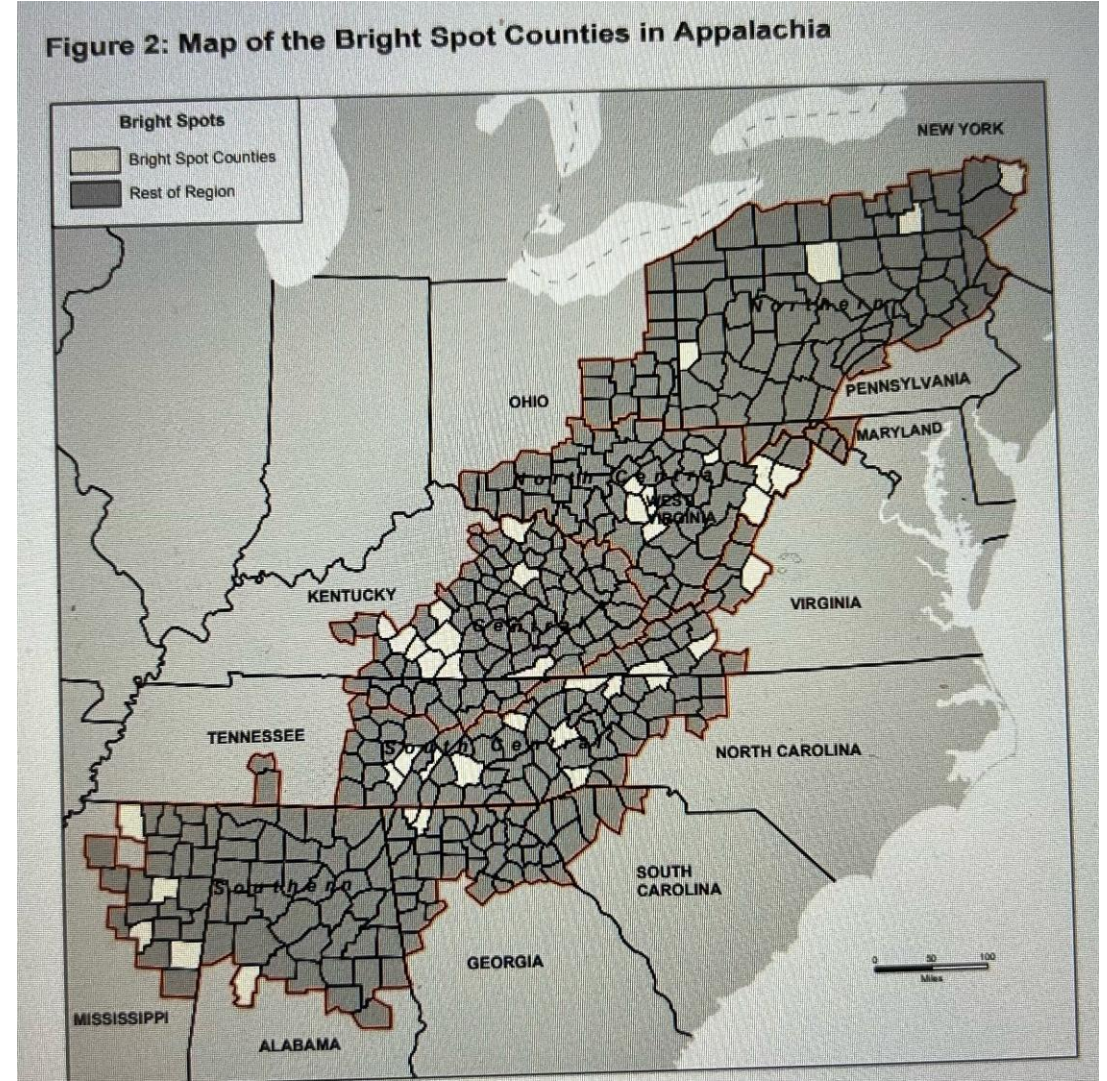 Figure 2: Map of the Bright Spot Counties in Appalachia
Bright Spots
Bright Spot Counties
Rest of Region
NEW YORK
Northern
PENNSYLVANIA
OHIO
MARYLAND
North Central
WEST
VIRGINIA
KENTUCKY
VIRGINIA
Central
TENNESSEE
South Central
NORTH CAROLINA
SOUTH
CAROLINA
Southern
GEORGIA
0 50 100
Miles
MISSISSIPPI
ALABAMA